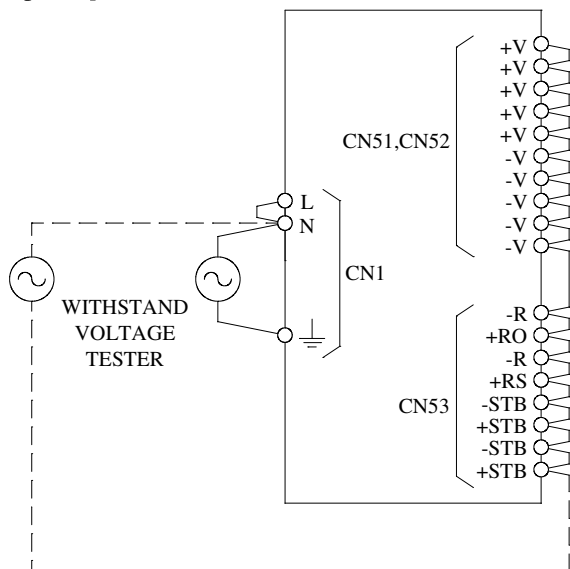 +V
+V
+V
+V
+V
-V
-V
-V
-V
-V
CN51,CN52
L
N
CN1
WITHSTAND
VOLTAGE
TESTER
-R
+RO
-R
+RS
-STB
+STB
-STB
+STB
CN53